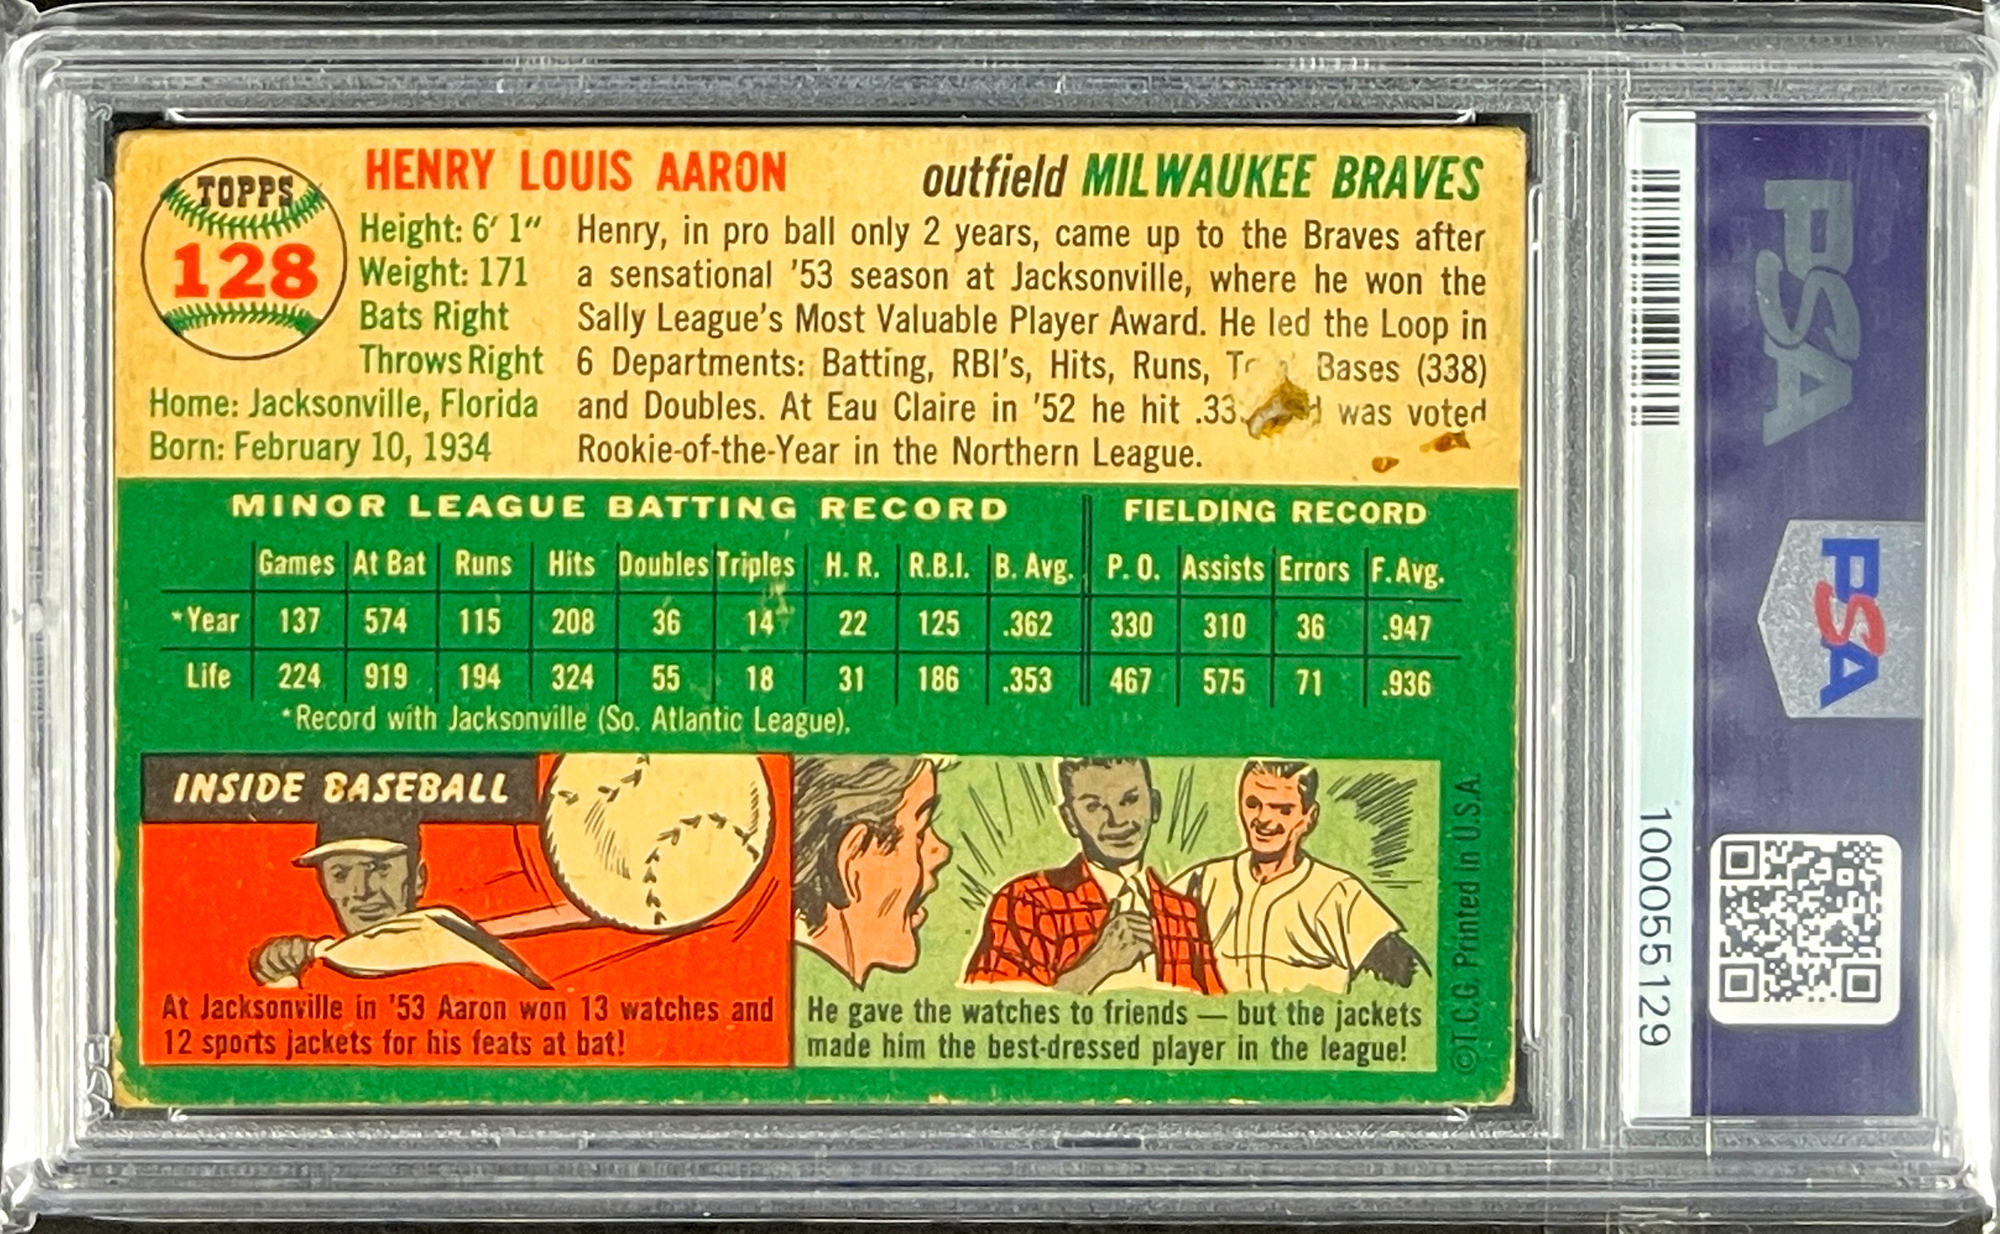 TOPPS
128
HENRY LOUIS AARON
outfield MILWAUKEE BRAVES
Height: 6' 1"
Weight: 171
Bats Right
Throws Right
Home: Jacksonville, Florida
Born: February 10, 1934
Henry, in pro ball only 2 years, came up to the Braves after
a sensational '53 season at Jacksonville, where he won the
Sally League's Most Valuable Player Award. He led the Loop in
6 Departments: Batting, RBI's, Hits, Runs, Bases (338)
and Doubles. At Eau Claire in '52 he hit was voted
Rookie-of-the-Year in the Northern League.
MINOR LEAGUE BATTING RECORD FIELDING RECORD
Games At Bat Runs Hits Doubles Triples H. R. R.B.I. B. Avg. P. O. Assists Errors F. Avg.
*Year 137 574 115 208 36 14 22 125 .362 330 310 36 .947
Life 224 919 194 324 55 18 31 186 .353 467 575 71 .936
*Record with Jacksonville (So. Atlantic League).
INSIDE BASEBALL
At Jacksonville in '53 Aaron won 13 watches and
12 sports jackets for his feats at bat!
He gave the watches to friends — but the jackets
made him the best-dressed player in the league!
©T.C.G. Printed in U.S.A.
100055129
PSA
PSA